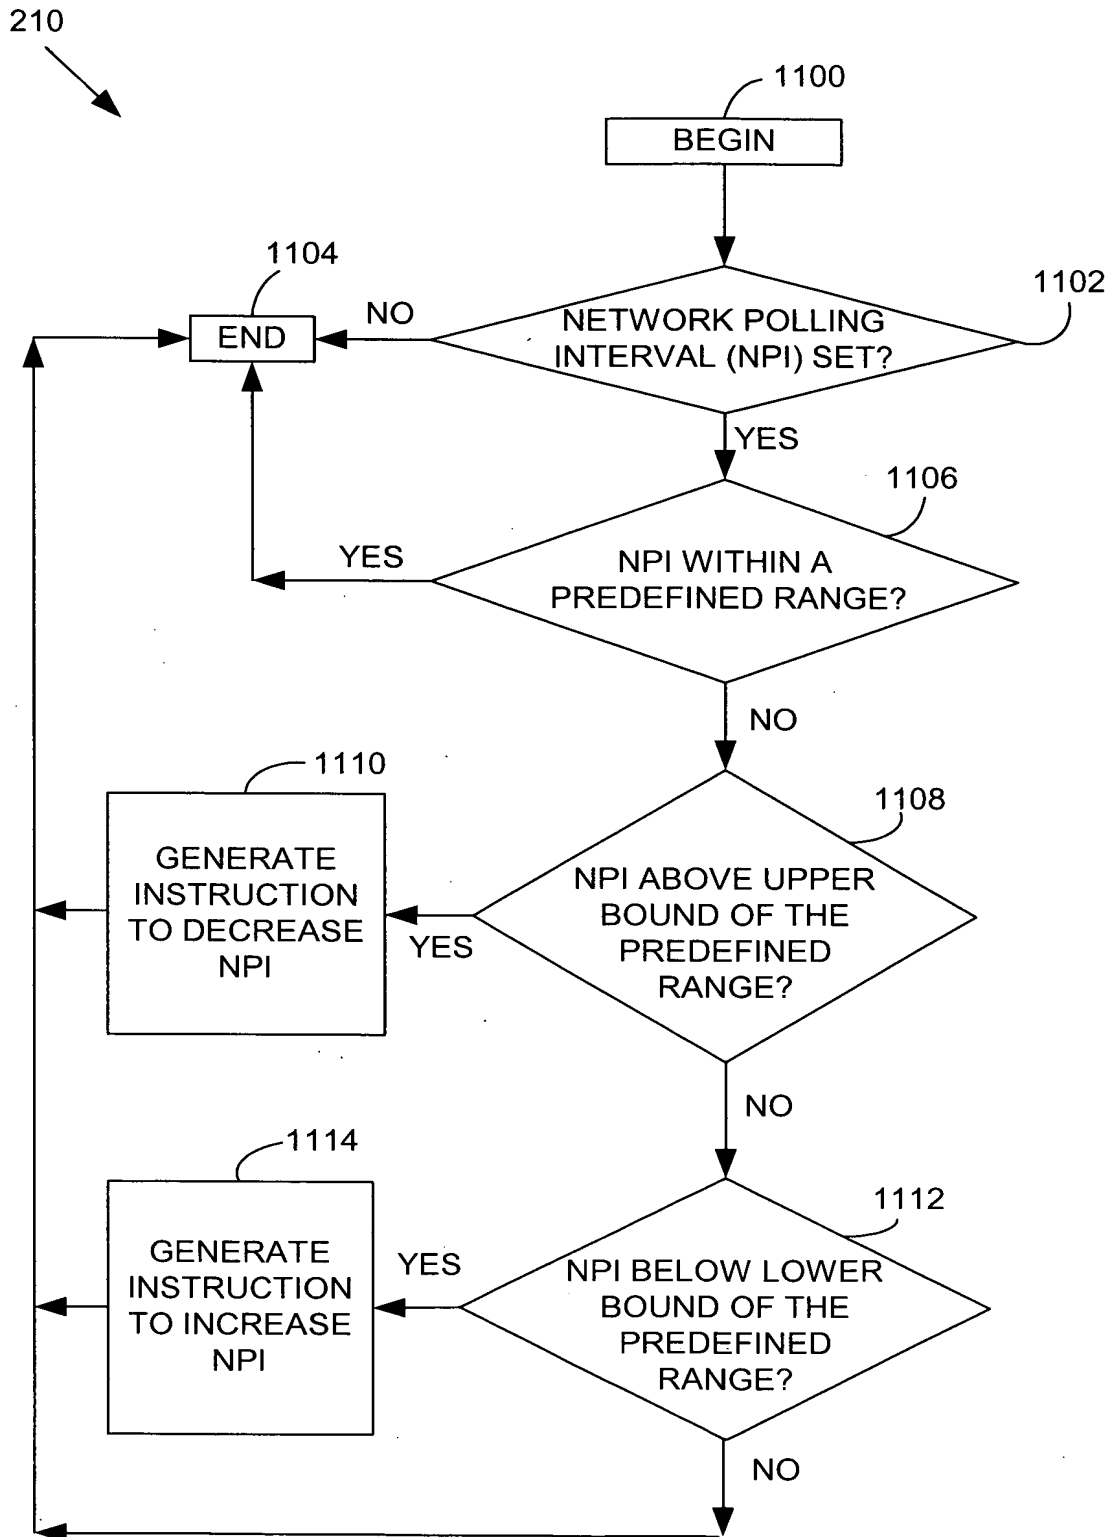 210
1100
BEGIN
1104
END
NO
NETWORK POLLING
INTERVAL (NPI) SET?
1102
YES
1106
YES
NPI WITHIN A
PREDEFINED RANGE?
NO
1110
1108
GENERATE
INSTRUCTION
TO DECREASE
NPI
YES
NPI ABOVE UPPER
BOUND OF THE
PREDEFINED
RANGE?
NO
1114
1112
GENERATE
INSTRUCTION
TO INCREASE
NPI
YES
NPI BELOW LOWER
BOUND OF THE
PREDEFINED
RANGE?
NO